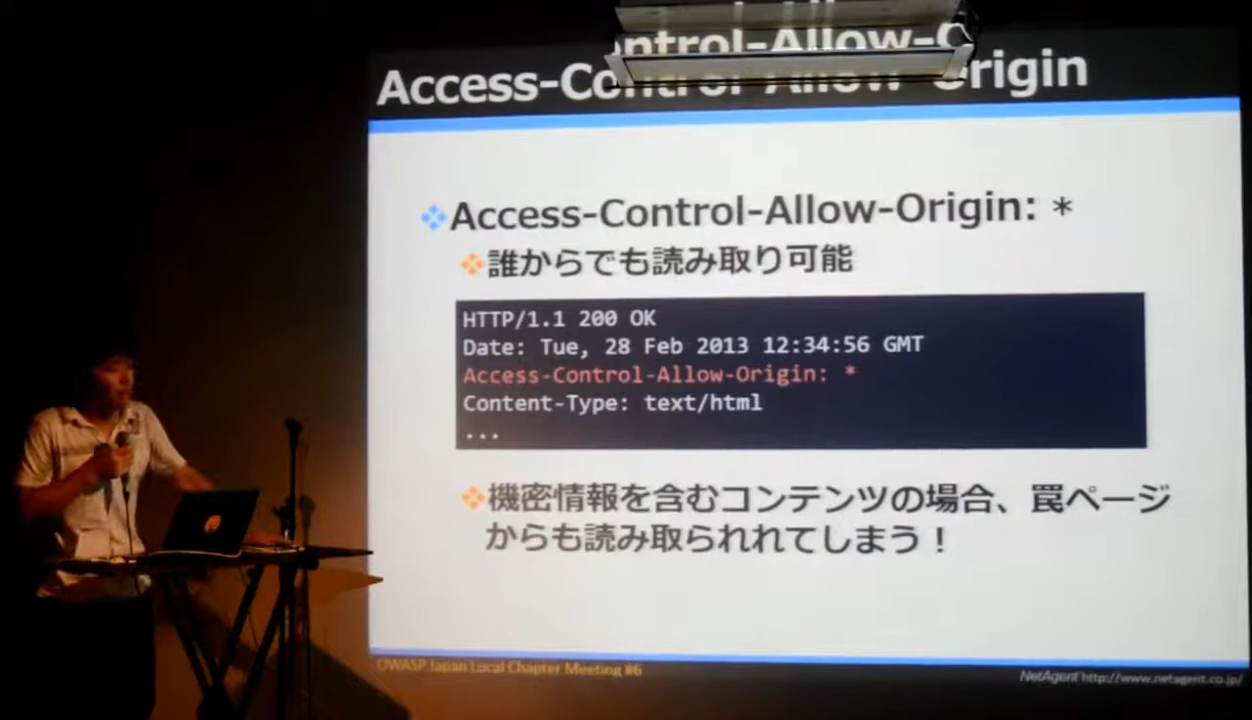 Access-Control-Allow-Origin
Access-Control-Allow-Origin: *
誰からでも読み取り可能
HTTP/1.1 200 OK
Date: Tue, 28 Feb 2013 12:34:56 GMT
Access-Control-Allow-Origin: *
Content-Type: text/html
...
機密情報を含むコンテンツの場合、罠ページ
からも読み取られれてしまう！
OWASP Japan Local Chapter Meeting #6
NetAgent http://www.netagent.co.jp/